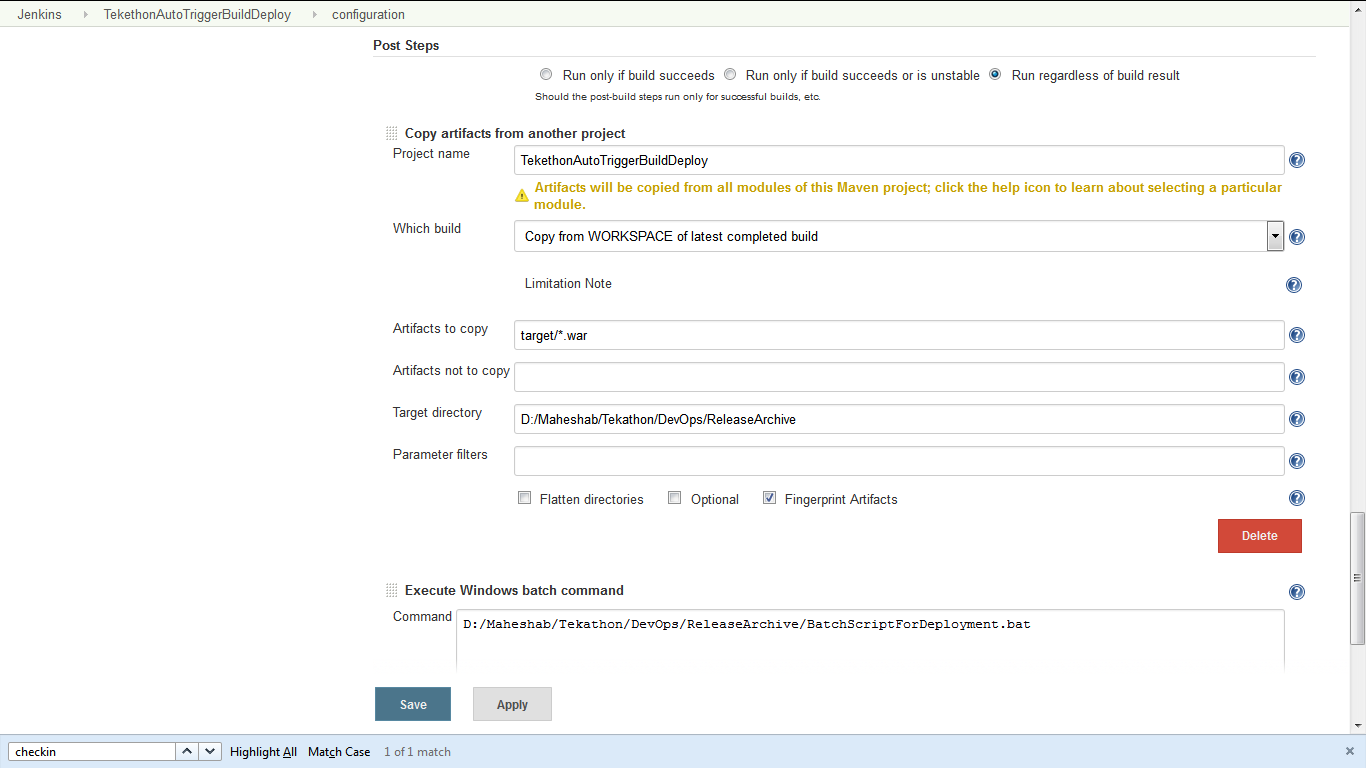 Jenkins TekethonAutoTriggerBuildDeploy configuration
Post Steps
Run only if build succeeds Run only if build succeeds or is unstable Run regardless of build result
Should the post-build steps run only for successful builds, etc.
Copy artifacts from another project
Project name TekethonAutoTriggerBuildDeploy
Artifacts will be copied from all modules of this Maven project; click the help icon to learn about selecting a particular
module.
Which build Copy from WORKSPACE of latest completed build
Limitation Note
Artifacts to copy target/*.war
Artifacts not to copy
Target directory D:/Maheshab/Tekathon/DevOps/ReleaseArchive
Parameter filters
Flatten directories Optional Fingerprint Artifacts
Delete
Execute Windows batch command
Command D:/Maheshab/Tekathon/DevOps/ReleaseArchive/BatchScriptForDeployment.bat
Save Apply
checkin Highlight All Match Case 1 of 1 match